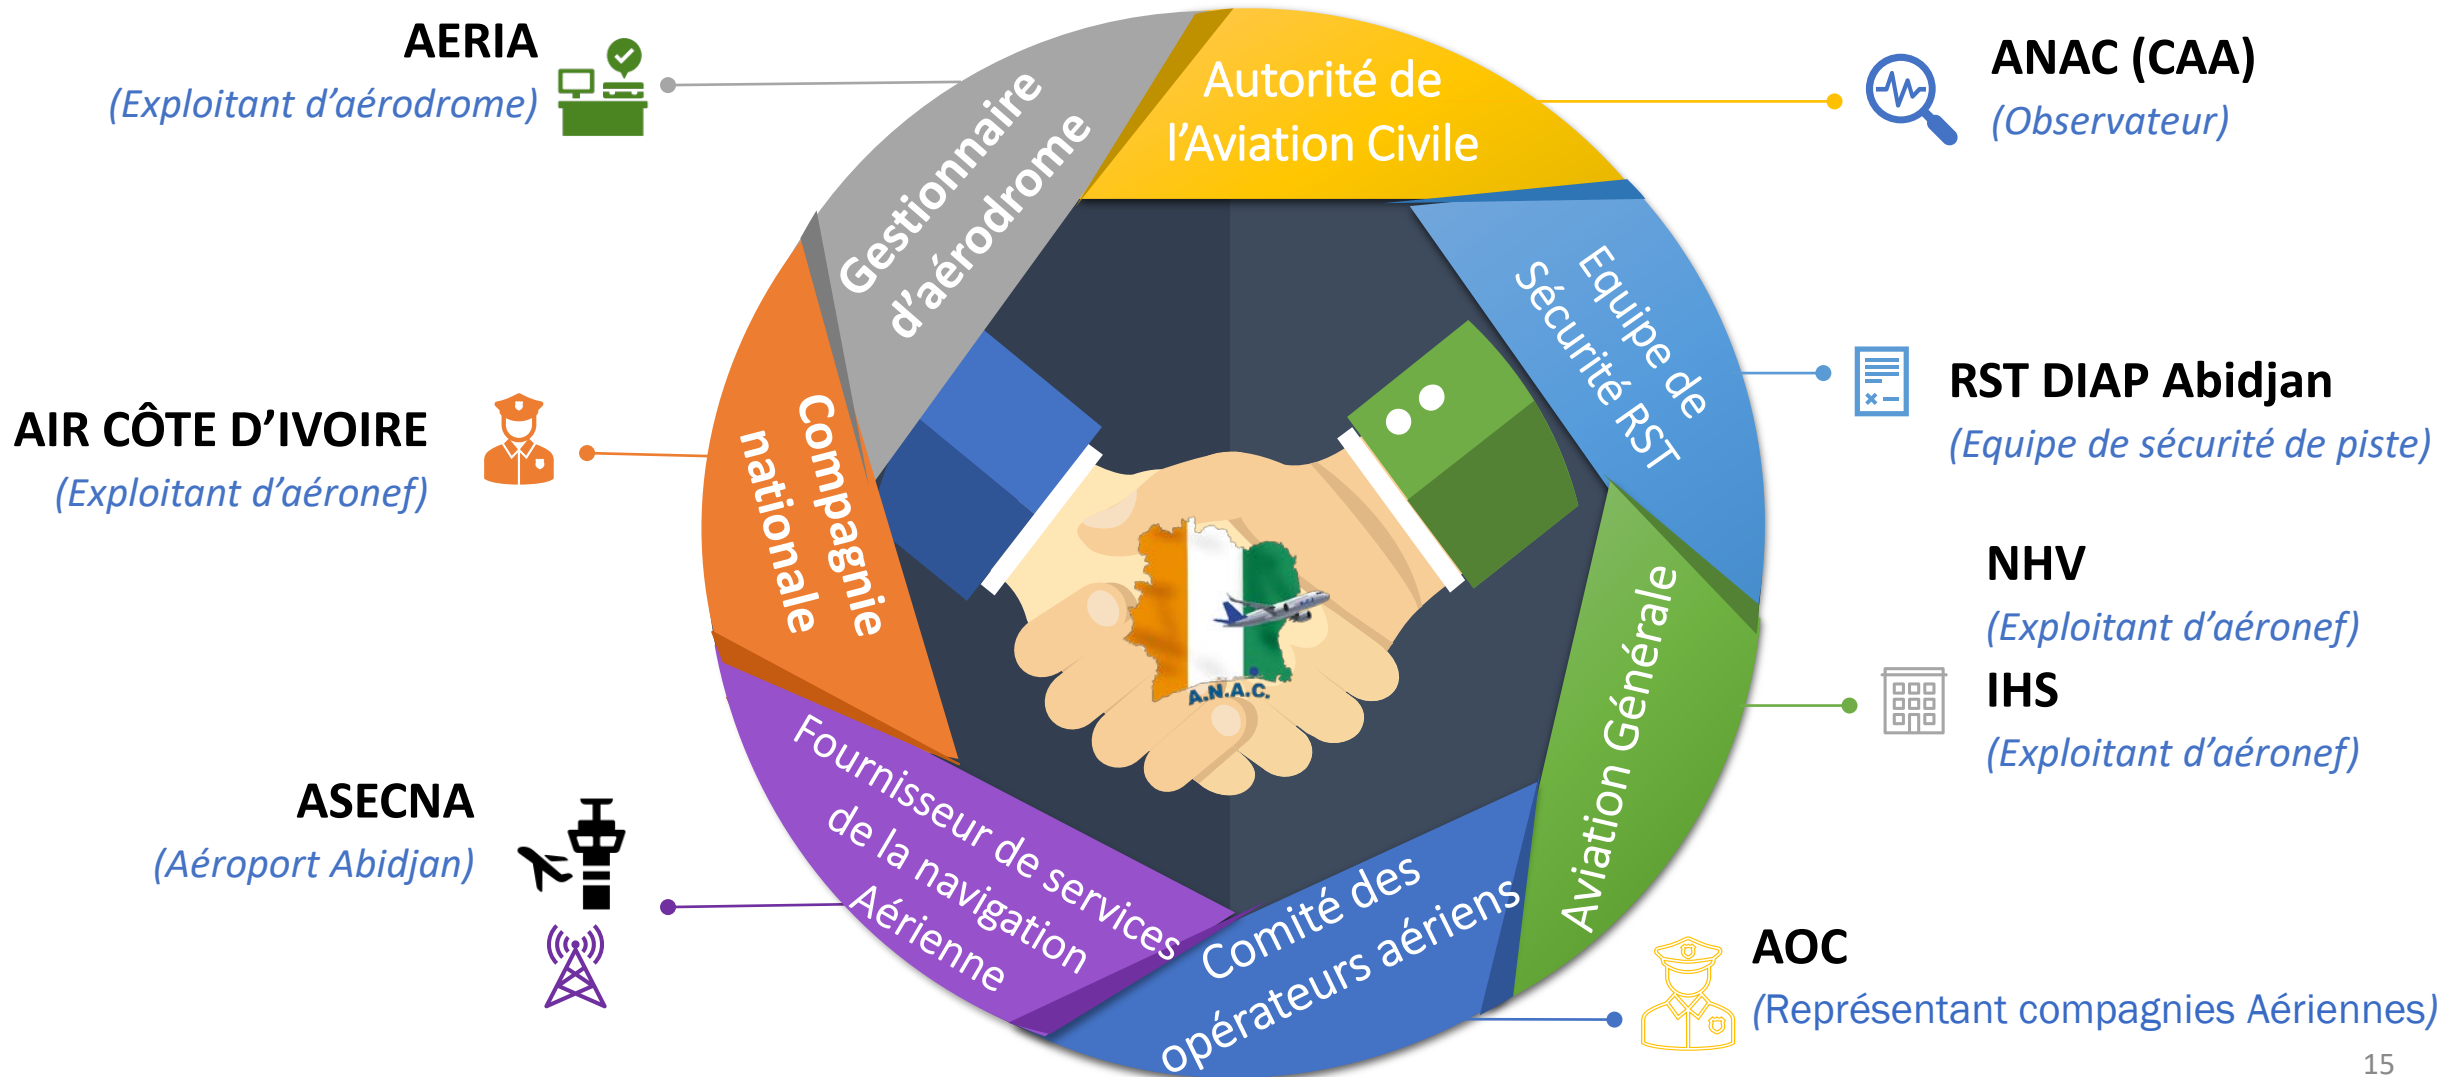 AERIA
(Exploitant d’aérodrome)
Gestionnaire
d’aérodrome
Autorité de
l’Aviation Civile
ANAC (CAA)
(Observateur)
Equipe de
Sécurité RST
RST DIAP Abidjan
(Equipe de sécurité de piste)
AIR CÔTE D’IVOIRE
(Exploitant d’aéronef)
Compagnie
nationale
A.N.A.C.
Aviation Générale
NHV
(Exploitant d’aéronef)
IHS
(Exploitant d’aéronef)
ASECNA
(Aéroport Abidjan)
Fournisseur de services
de la navigation
Aérienne
Comité des
opérateurs aériens
AOC
(Représentant compagnies Aériennes)
15